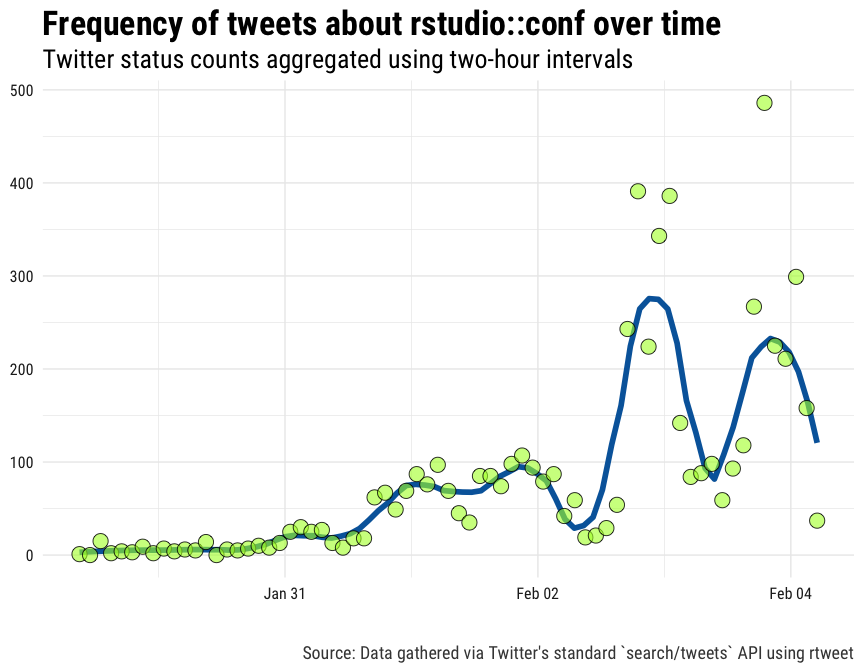 Frequency of tweets about rstudio::conf over time
Twitter status counts aggregated using two-hour intervals
500
400
300
200
100
0
Jan 31
Feb 02
Feb 04
Source: Data gathered via Twitter's standard `search/tweets` API using rtweet